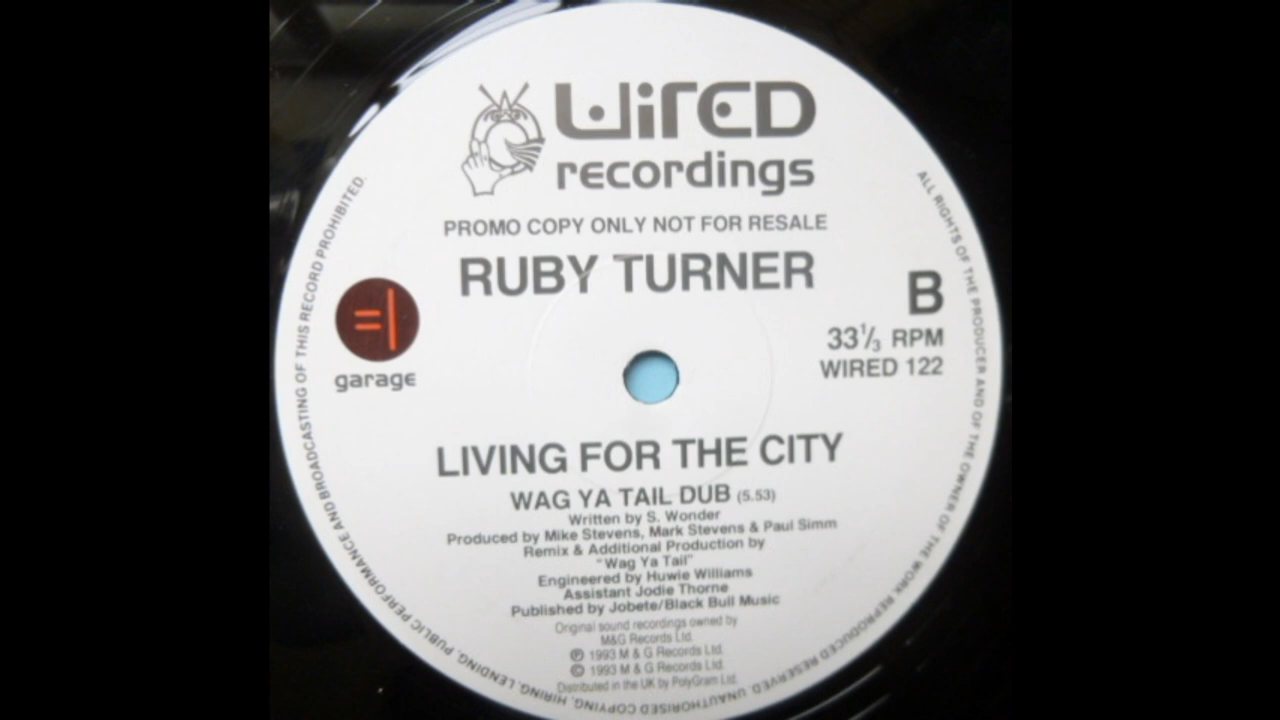 WIRED
recordings
PROMO COPY ONLY NOT FOR RESALE
RUBY TURNER
B
33 1/3 RPM
WIRED 122
garage
LIVING FOR THE CITY
WAG YA TAIL DUB (5.53)
Written by S. Wonder
Produced by Mike Stevens, Mark Stevens & Paul Simm
Remix & Additional Production by
"Wag Ya Tail"
Engineered by Huwie Williams
Assistant Jodie Thorne
Published by Jobete/Black Bull Music
Original sound recordings owned by
M&G Records Ltd.
℗ 1993 M & G Records Ltd.
© 1993 M & G Records Ltd.
Distributed in the UK by PolyGram Ltd.
ALL RIGHTS OF THE PRODUCER AND OF THE OWNER OF THE WORK REPRODUCED RESERVED. UNAUTHORISED COPYING, HIRING, LENDING, PUBLIC PERFORMANCE AND BROADCASTING OF THIS RECORD PROHIBITED.